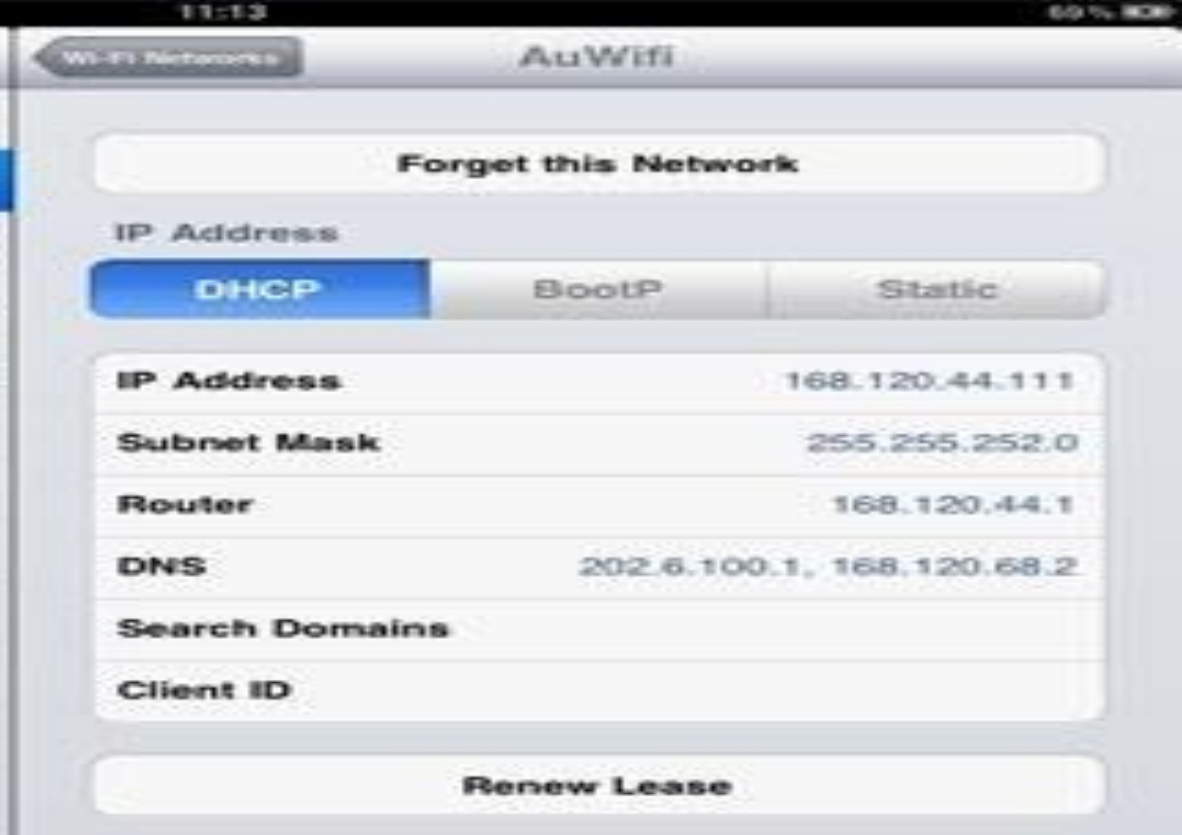 11:13 69 %
Wi-Fi Networks AuWifi
Forget this Network
IP Address
DHCP BootP Static
IP Address 168.120.44.111
Subnet Mask 255.255.252.0
Router 168.120.44.1
DNS 202.6.100.1, 168.120.68.2
Search Domains
Client ID
Renew Lease